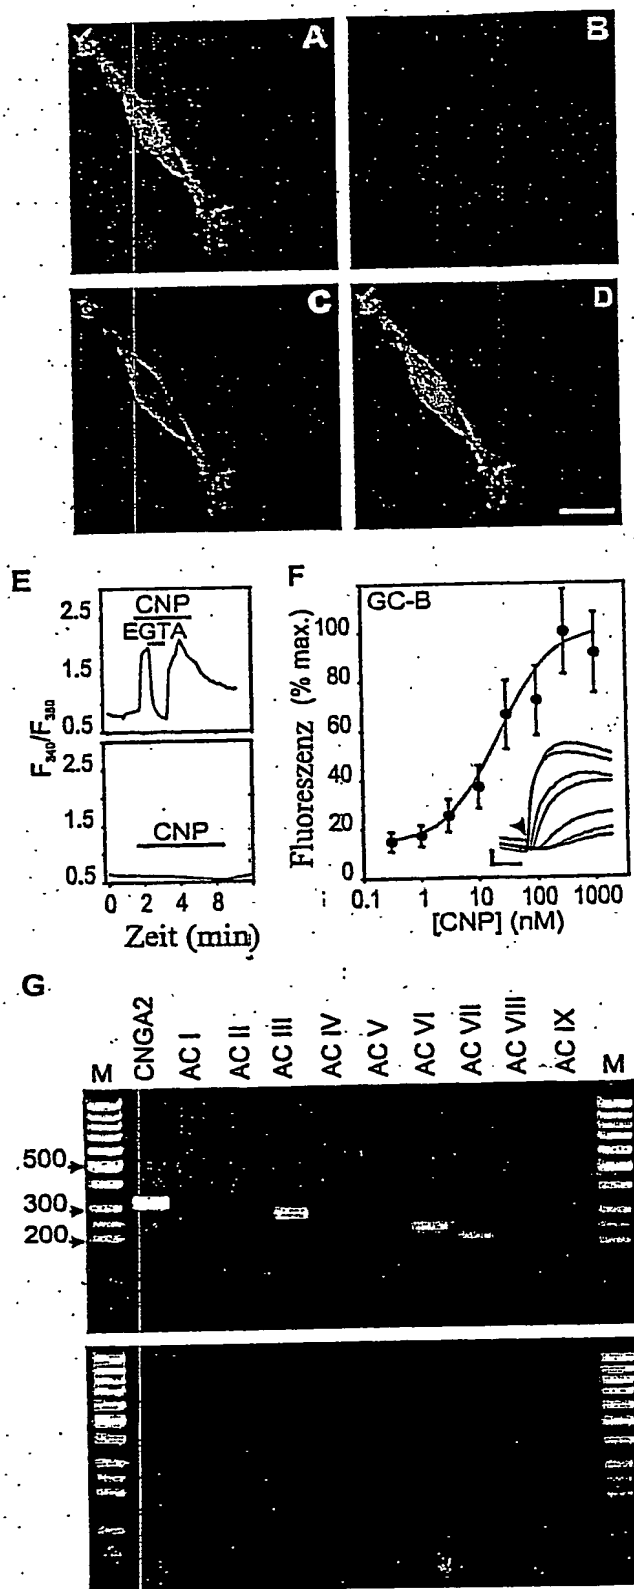 A
B
C
D
E
2.5
CNP
EGTA
1.5
0.5
F340/F380
2.5
1.5
CNP
0.5
0 2 4 8
Zeit (min)
F
GC-B
100
80
60
40
20
0
Fluoreszenz (% max.)
0.1 1 10 100 1000
[CNP] (nM)
G
M CNGA2 AC I AC II AC III AC IV AC V AC VI AC VII AC VIII AC IX M
500
300
200